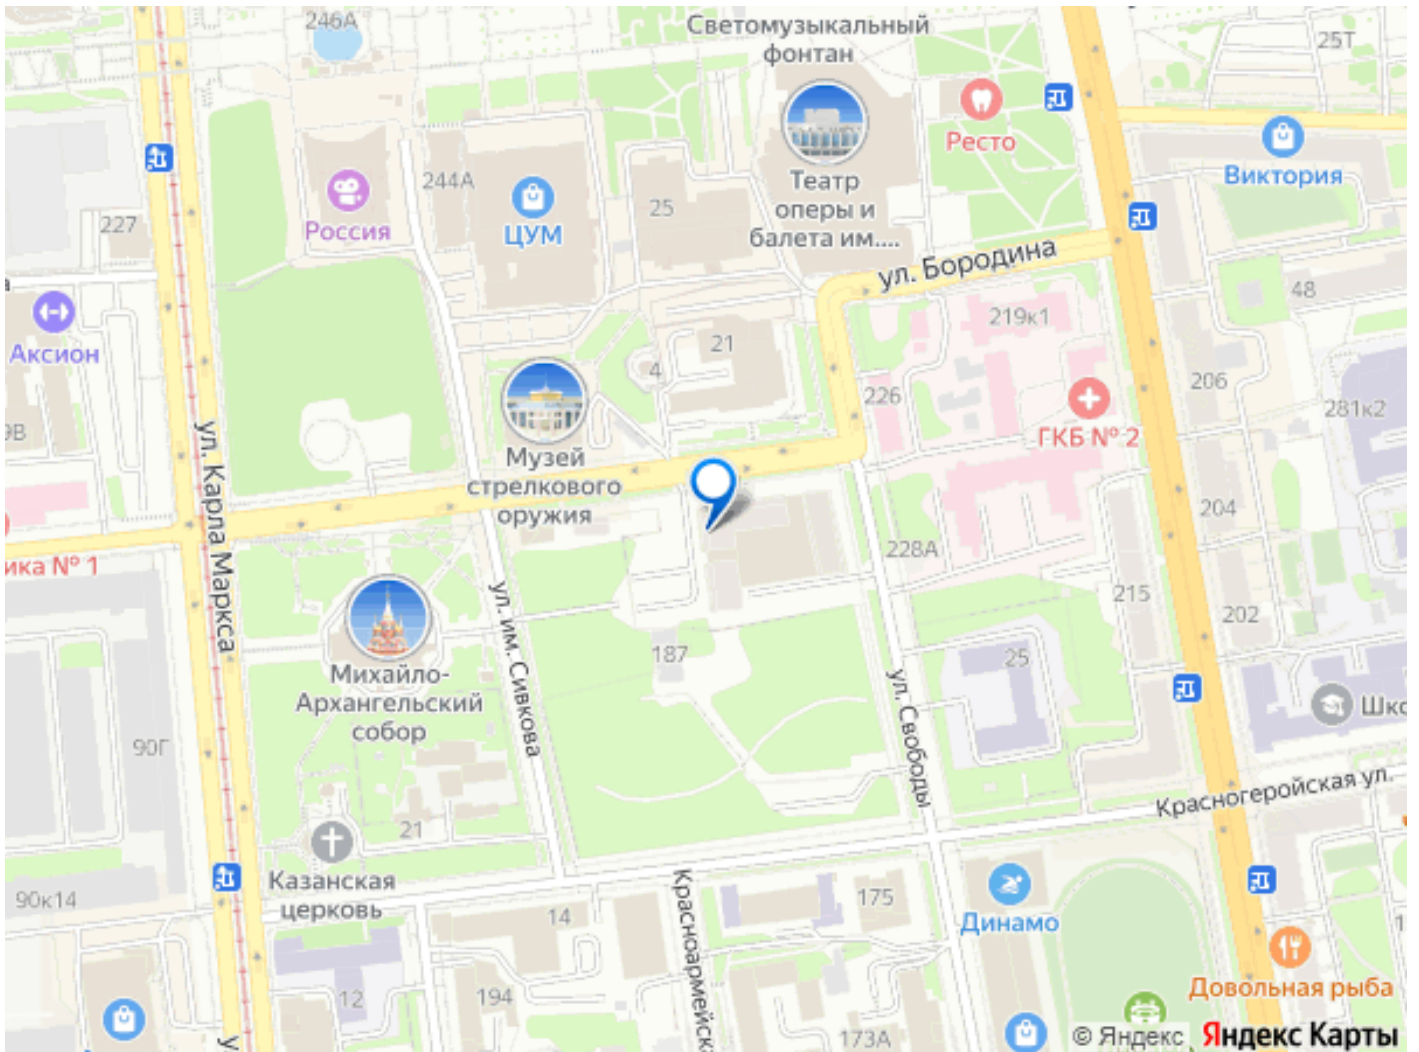 246А
Светомузыкальный
фонтан
25Т
Ресто
Виктория
244А
Россия
ЦУМ
25
Театр
оперы и
балета им....
227
ул. Бородина
48
Аксион
219к1
21
4
226
206
281к2
9В
ГКБ № 2
ул. Карла Маркса
Музей
стрелкового
оружия
204
228А
ика № 1
215
202
ул. им. Сивкова
187
25
Михайло-
Архангельский
собор
ул. Свободы
Шко
90Г
Красногеройская ул.
21
Казанская
церковь
90к14
14
Красноармейска
175
Динамо
12
194
173А
Довольная рыба
© Яндекс
Яндекс Карты